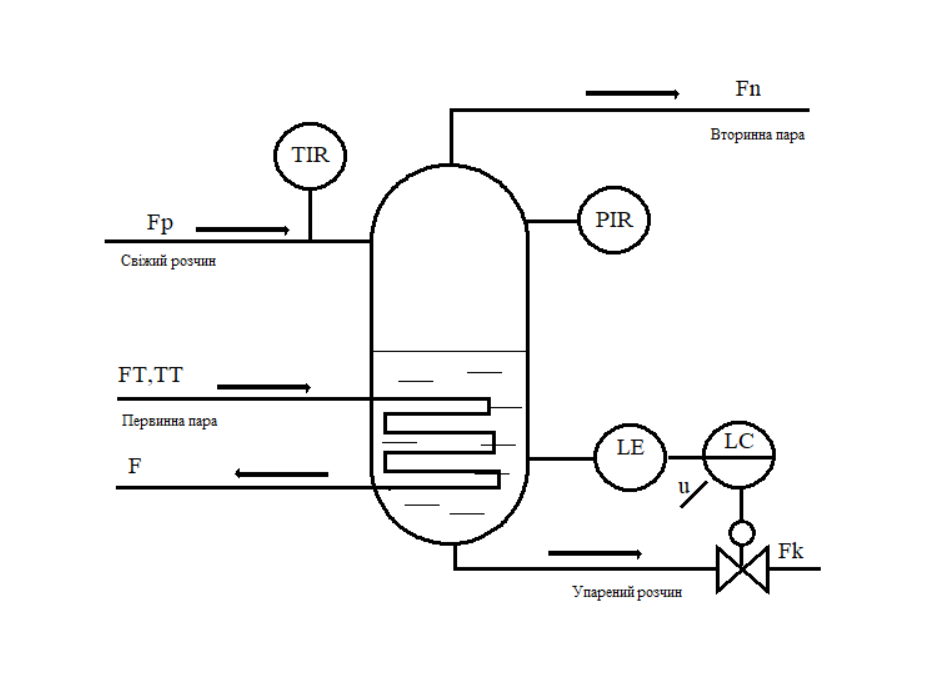 Fn
Вторинна пара
TIR
PIR
Fp
Свіжий розчин
FT,TT
Первинна пара
F
LE
LC
u
Fk
Упарений розчин